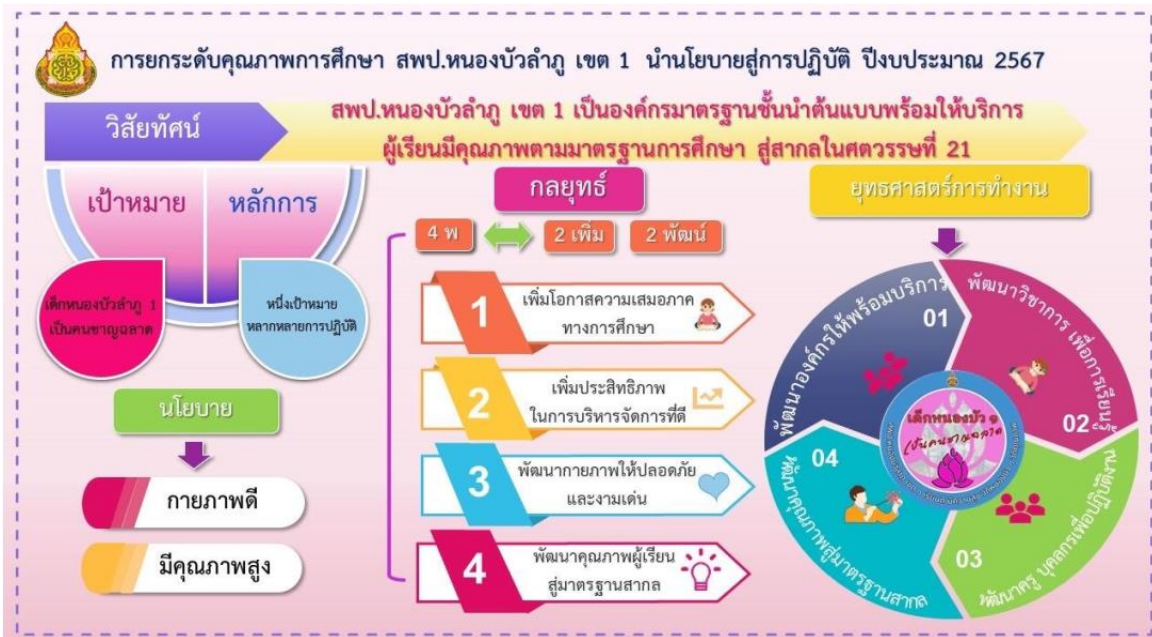 การยกระดับคุณภาพการศึกษา สพป.หนองบัวลำภู เขต 1 นำนโยบายสู่การปฏิบัติ ปีงบประมาณ 2567
วิสัยทัศน์
สพป.หนองบัวลำภู เขต 1 เป็นองค์กรมาตรฐานชั้นนำต้นแบบพร้อมให้บริการ
ผู้เรียนมีคุณภาพตามมาตรฐานการศึกษา สู่สากลในศตวรรษที่ 21
เป้าหมาย
หลักการ
เด็กหนองบัวลำภู 1
เป็นคนชาญฉลาด
หนึ่งเป้าหมาย
หลากหลายการปฏิบัติ
นโยบาย
กายภาพดี
มีคุณภาพสูง
กลยุทธ์
4 พ
2 เพิ่ม
2 พัฒน์
1
เพิ่มโอกาสความเสมอภาค
ทางการศึกษา
2
เพิ่มประสิทธิภาพ
ในการบริหารจัดการที่ดี
3
พัฒนากายภาพให้ปลอดภัย
และงามเด่น
4
พัฒนาคุณภาพผู้เรียน
สู่มาตรฐานสากล
ยุทธศาสตร์การทำงาน
พัฒนาองค์กรให้พร้อมบริการ
01
พัฒนาวิชาการ เพื่อการเรียนรู้
02
พัฒนาครู บุคลากรเพื่อปฏิบัติงาน
03
พัฒนาคุณภาพสู่มาตรฐานสากล
04
เด็กหนองบัว ๑
เป็นคนชาญฉลาด